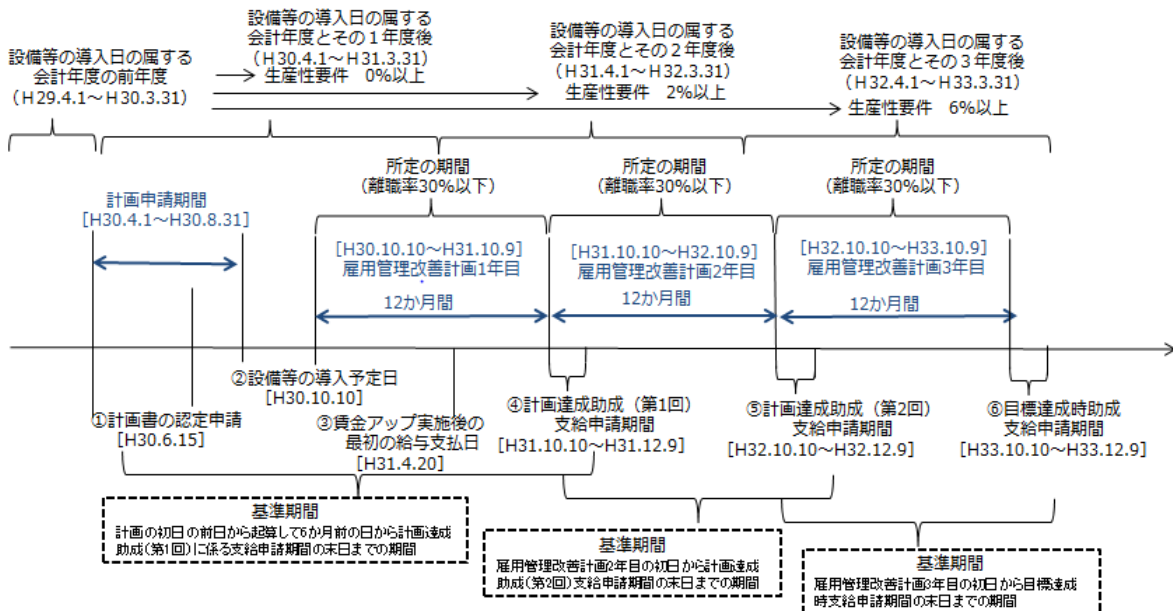 設備等の導入日の属する
会計年度の前年度
（H29.4.1～H30.3.31）
設備等の導入日の属する
会計年度とその１年度後
（H30.4.1～H31.3.31）
生産性要件　0%以上
設備等の導入日の属する
会計年度とその２年度後
（H31.4.1～H32.3.31）
生産性要件　2%以上
設備等の導入日の属する
会計年度とその３年度後
（H32.4.1～H33.3.31）
生産性要件　6%以上
計画申請期間
[H30.4.1～H30.8.31]
所定の期間
（離職率30%以下）
[H30.10.10～H31.10.9]
雇用管理改善計画1年目
12か月間
所定の期間
（離職率30%以下）
[H31.10.10～H32.10.9]
雇用管理改善計画2年目
12か月間
所定の期間
（離職率30%以下）
[H32.10.10～H33.10.9]
雇用管理改善計画3年目
12か月間
①計画書の認定申請
[H30.6.15]
②設備等の導入予定日
[H30.10.10]
③賃金アップ実施後の
最初の給与支払日
[H31.4.20]
④計画達成助成（第1回）
支給申請期間
[H31.10.10～H31.12.9]
⑤計画達成助成（第2回）
支給申請期間
[H32.10.10～H32.12.9]
⑥目標達成時助成
支給申請期間
[H33.10.10～H33.12.9]
基準期間
計画の初日の前日から起算して6か月前の日から計画達成
助成（第1回）に係る支給申請期間の末日までの期間
基準期間
雇用管理改善計画2年目の初日から計画達成
助成（第2回）支給申請期間の末日までの期間
基準期間
雇用管理改善計画3年目の初日から目標達成
時支給申請期間の末日までの期間